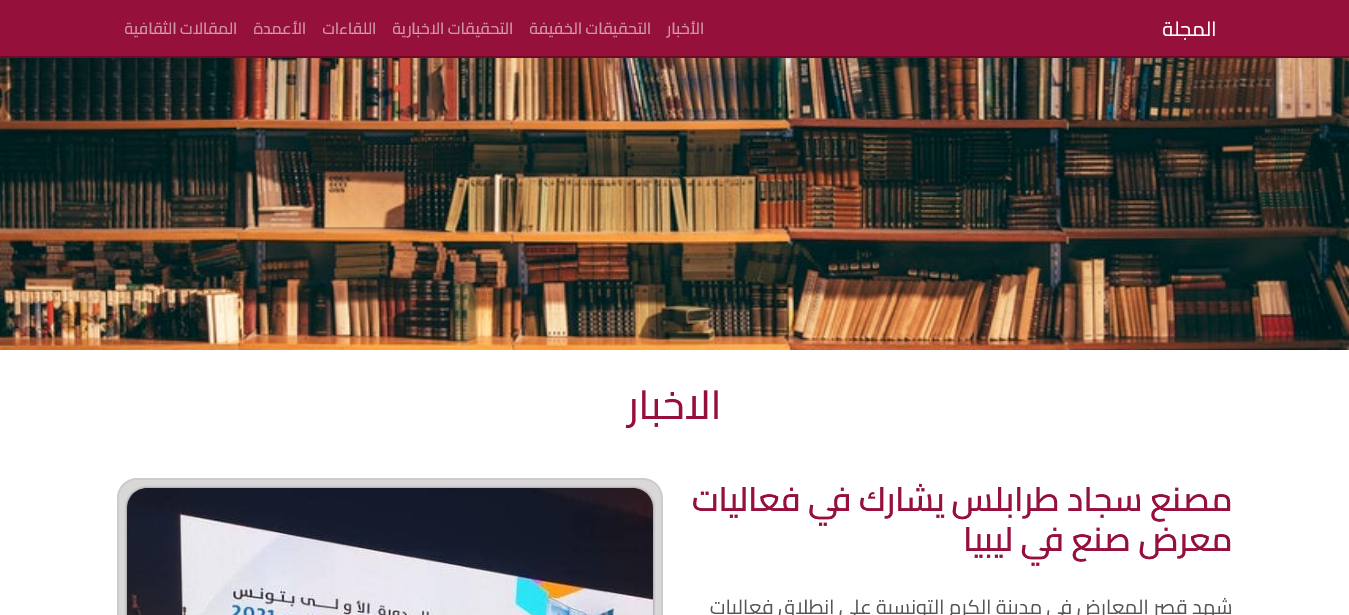 المجلة
الأخبار التحقيقات الخفيفة التحقيقات الاخبارية اللقاءات الأعمدة المقالات الثقافية
الاخبار
مصنع سجاد طرابلس يشارك في فعاليات
معرض صنع في ليبيا
شهد قصر المعارض في مدينة الكرم التونسية على انطلاق فعاليات
الدورة الأولى بتونس
2021